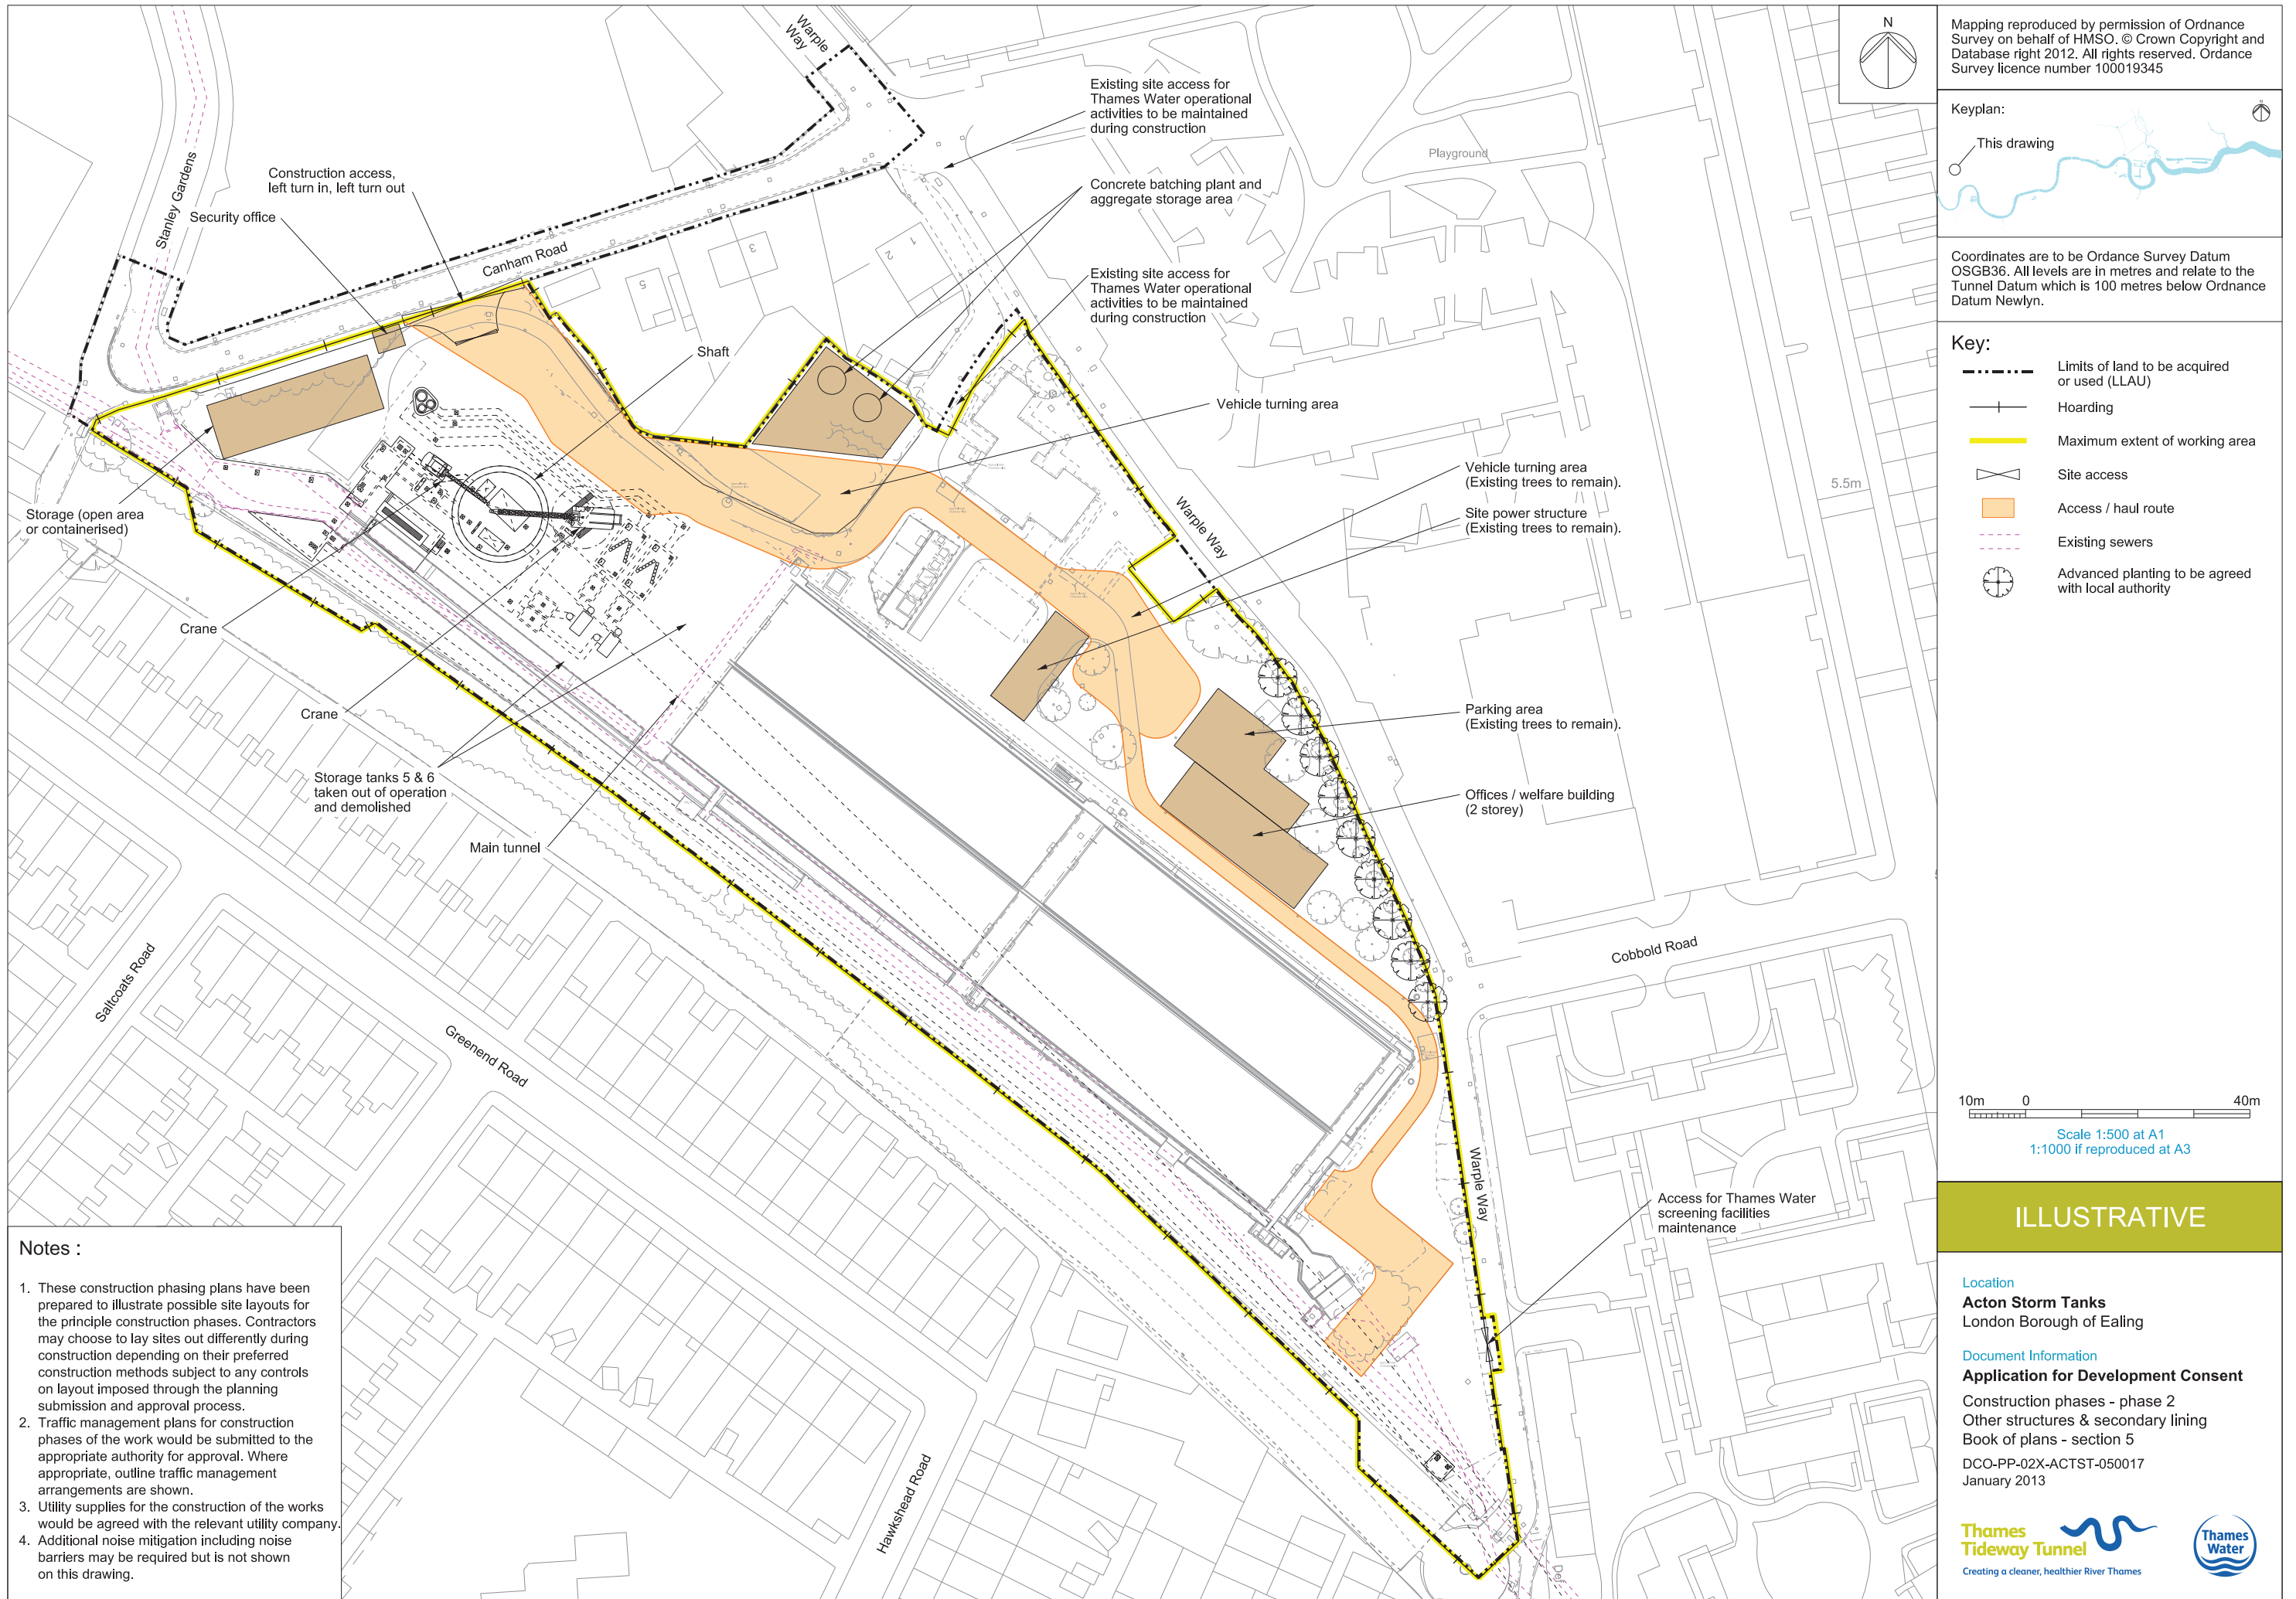 Warple
Way
N
Existing site access for
Thames Water operational
activities to be maintained
during construction
Playground
Construction access,
left turn in, left turn out
Stanley Gardens
Security office
Concrete batching plant and
aggregate storage area
Canham Road
3
5
1
2
Existing site access for
Thames Water operational
activities to be maintained
during construction
Shaft
Vehicle turning area
Vehicle turning area
(Existing trees to remain).
5.5m
Storage (open area
or containerised)
Site power structure
(Existing trees to remain).
Warple Way
Crane
Crane
Parking area
(Existing trees to remain).
Storage tanks 5 & 6
taken out of operation
and demolished
Offices / welfare building
(2 storey)
Main tunnel
Cobbold Road
Saltcoats Road
Greenend Road
Warple Way
Access for Thames Water
screening facilities
maintenance
Hawkshead Road
Notes :
1. These construction phasing plans have been
prepared to illustrate possible site layouts for
the principle construction phases. Contractors
may choose to lay sites out differently during
construction depending on their preferred
construction methods subject to any controls
on layout imposed through the planning
submission and approval process.
2. Traffic management plans for construction
phases of the work would be submitted to the
appropriate authority for approval. Where
appropriate, outline traffic management
arrangements are shown.
3. Utility supplies for the construction of the works
would be agreed with the relevant utility company.
4. Additional noise mitigation including noise
barriers may be required but is not shown
on this drawing.
Mapping reproduced by permission of Ordnance
Survey on behalf of HMSO. © Crown Copyright and
Database right 2012. All rights reserved. Ordance
Survey licence number 100019345
Keyplan:
N
This drawing
Coordinates are to be Ordance Survey Datum
OSGB36. All levels are in metres and relate to the
Tunnel Datum which is 100 metres below Ordnance
Datum Newlyn.
Key:
Limits of land to be acquired
or used (LLAU)
Hoarding
Maximum extent of working area
Site access
Access / haul route
Existing sewers
Advanced planting to be agreed
with local authority
10m 0 40m
Scale 1:500 at A1
1:1000 if reproduced at A3
ILLUSTRATIVE
Location
Acton Storm Tanks
London Borough of Ealing
Document Information
Application for Development Consent
Construction phases - phase 2
Other structures & secondary lining
Book of plans - section 5
DCO-PP-02X-ACTST-050017
January 2013
Thames
Tideway Tunnel
Creating a cleaner, healthier River Thames
Thames
Water